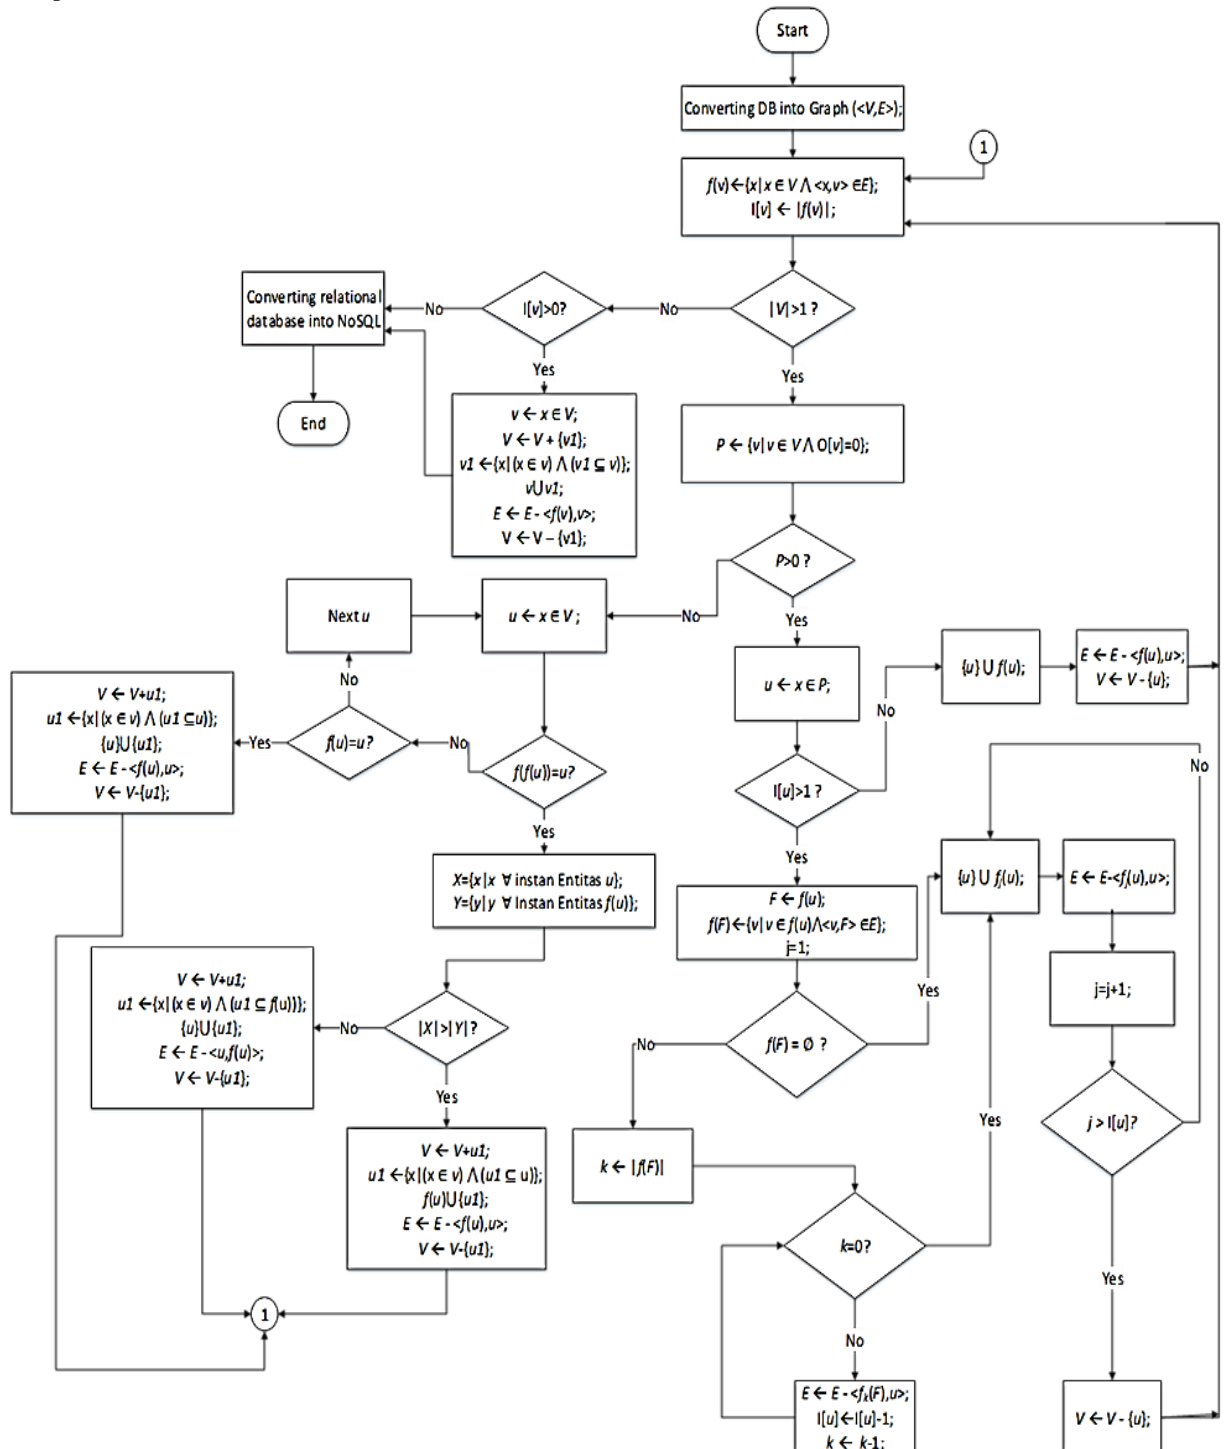 Start
Converting DB into Graph (<V,E>);
1
f(v)←{x|x ∈ V ⋀ <x,v> ∈E};
I[v] ← |f(v)|;
|V|>1 ?
No
I[v]>0?
No
Converting relational
database into NoSQL
End
Yes
v ← x ∈ V;
V ← V + {v1};
v1 ←{x|(x ∈ v) ⋀ (v1 ⊆ v)};
v⋃v1;
E ← E - <f(v),v>;
V ← V – {v1};
Yes
P ← {v|v ∈ V ⋀ O[v]=0};
P>0 ?
No
Yes
u ← x ∈ V ;
Next u
u ← x ∈ P;
{u} ⋃ f(u);
E ← E - <f(u),u>;
V ← V - {u};
No
No
V ← V+u1;
u1 ←{x|(x ∈ v) ⋀ (u1 ⊆u)};
{u}⋃{u1};
E ← E -<f(u),u>;
V ← V-{u1};
Yes
f(u)=u?
No
f(f(u))=u?
I[u]>1 ?
No
Yes
Yes
X={x|x ∀ instan Entitas u};
Y={y|y ∀ Instan Entitas f(u)};
F ← f(u);
f(F)←{v|v ∈ f(u)⋀<v,F> ∈E};
j=1;
{u} ⋃ fj(u);
E ← E-<fj(u),u>;
V ← V+u1;
u1 ←{x|(x ∈ v) ⋀ (u1 ⊆ f(u))};
{u}⋃{u1};
E ← E -<u,f(u)>;
V ← V-{u1};
No
|X|>|Y|?
Yes
j=j+1;
No
f(F) = Ø ?
Yes
V ← V+u1;
u1 ←{x|(x ∈ v) ⋀ (u1 ⊆ u)};
f(u)⋃{u1};
E ← E -<f(u),u>;
V ← V-{u1};
k ← |f(F)|
Yes
j > I[u]?
k=0?
Yes
1
No
E ← E -<fk(F),u>;
I[u]←I[u]-1;
k ← k-1;
V ← V - {u};